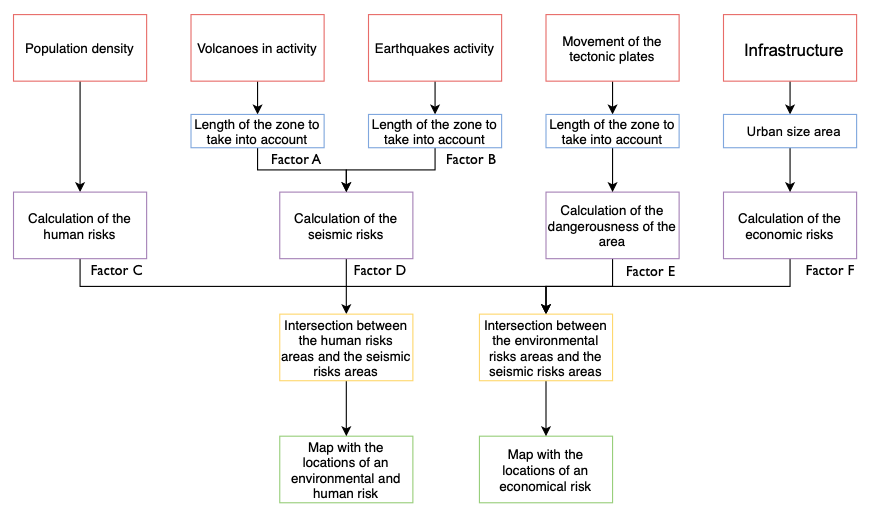 Population density
Volcanoes in activity
Earthquakes activity
Movement of the
tectonic plates
Infrastructure
Length of the zone to
take into account
Length of the zone to
take into account
Length of the zone to
take into account
Urban size area
Factor A
Factor B
Calculation of the
human risks
Calculation of the
seismic risks
Calculation of the
dangerousness of the
area
Calculation of the
economic risks
Factor C
Factor D
Factor E
Factor F
Intersection between
the human risks
areas and the seismic
risks areas
Intersection between
the environmental
risks areas and the
seismic risks areas
Map with the
locations of an
environmental and
human risk
Map with the
locations of an
economical risk